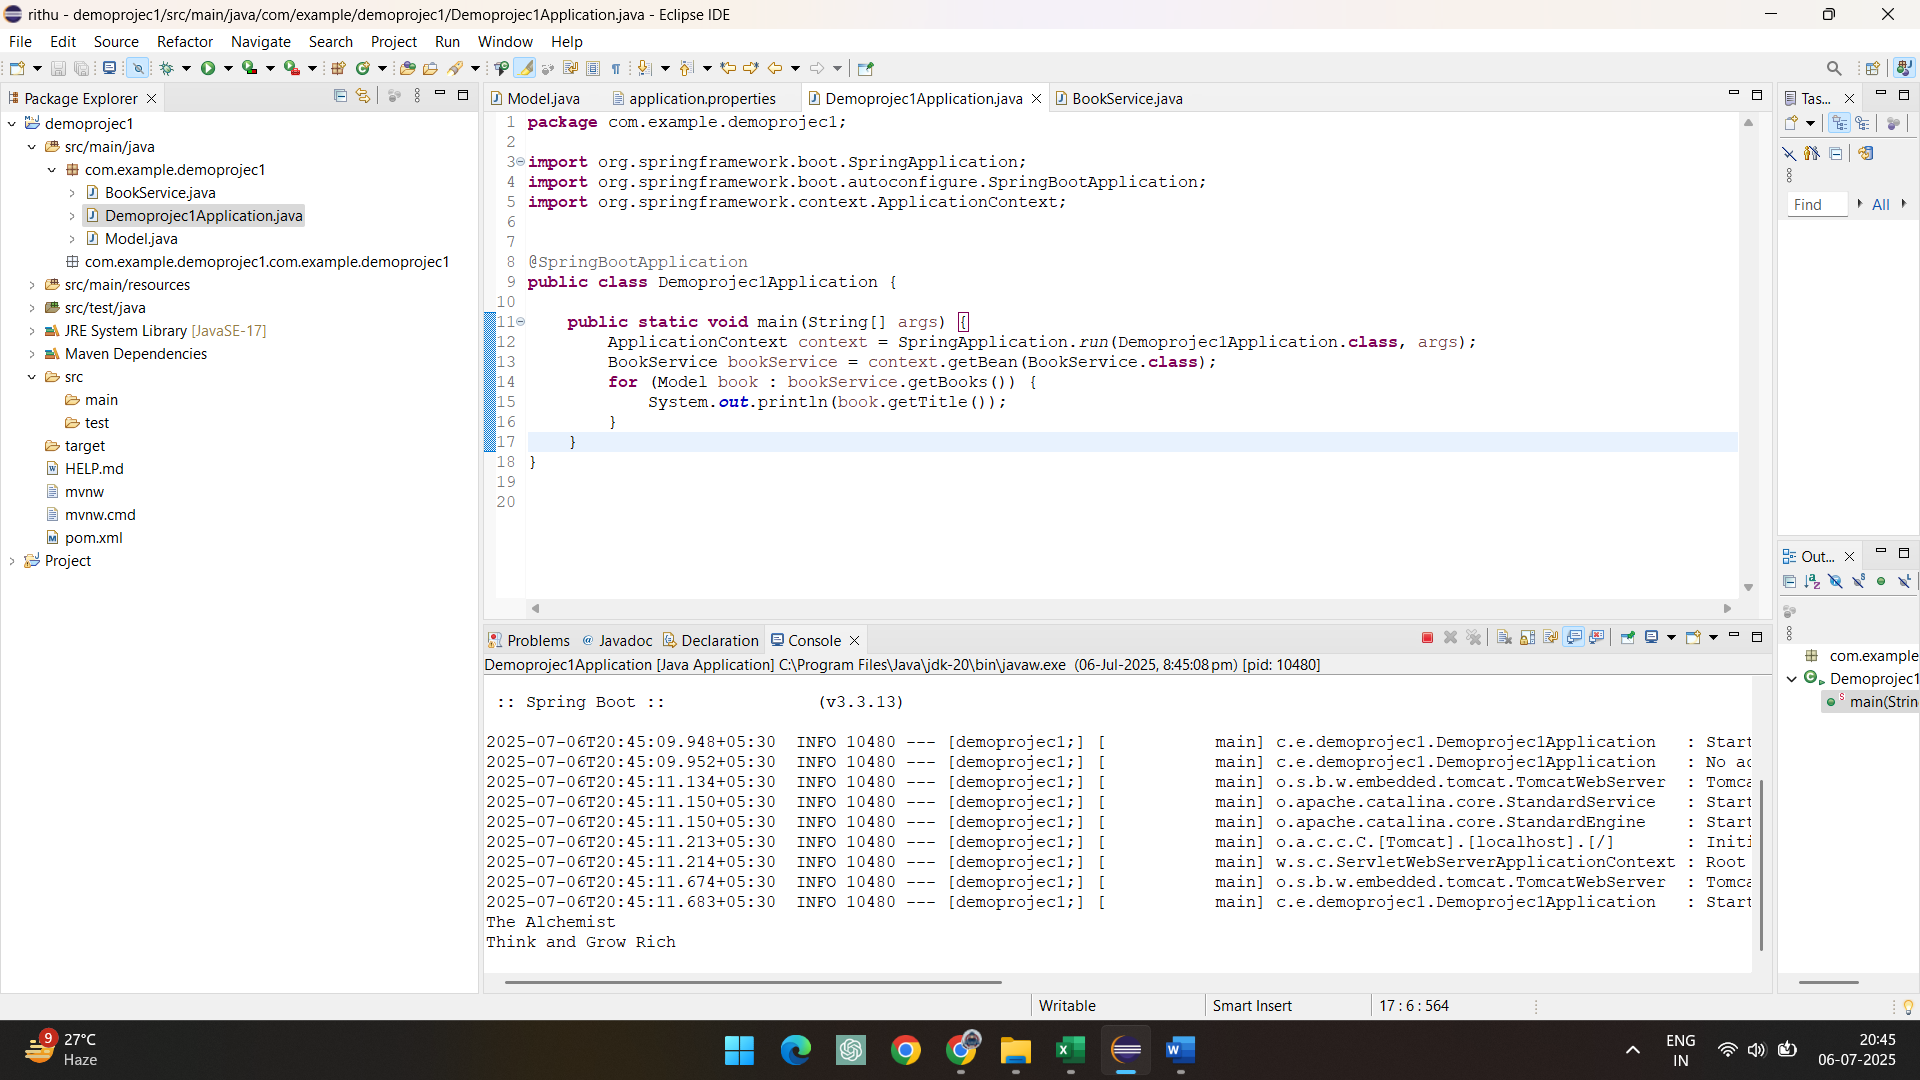 rithu - demoprojec1/src/main/java/com/example/demoprojec1/Demoprojec1Application.java - Eclipse IDE
File Edit Source Refactor Navigate Search Project Run Window Help
Package Explorer
demoprojec1
src/main/java
com.example.demoprojec1
BookService.java
Demoprojec1Application.java
Model.java
com.example.demoprojec1.com.example.demoprojec1
src/main/resources
src/test/java
JRE System Library [JavaSE-17]
Maven Dependencies
src
main
test
target
HELP.md
mvnw
mvnw.cmd
pom.xml
Project
Model.java application.properties Demoprojec1Application.java BookService.java
1 package com.example.demoprojec1;
2
3 import org.springframework.boot.SpringApplication;
4 import org.springframework.boot.autoconfigure.SpringBootApplication;
5 import org.springframework.context.ApplicationContext;
6
7
8 @SpringBootApplication
9 public class Demoprojec1Application {
10
11 public static void main(String[] args) {
12 ApplicationContext context = SpringApplication.run(Demoprojec1Application.class, args);
13 BookService bookService = context.getBean(BookService.class);
14 for (Model book : bookService.getBooks()) {
15 System.out.println(book.getTitle());
16 }
17 }
18 }
19
20
Tas...
Find All
Out...
com.example
Demoprojec1
main(Strin
Problems Javadoc Declaration Console
Demoprojec1Application [Java Application] C:\Program Files\Java\jdk-20\bin\javaw.exe (06-Jul-2025, 8:45:08 pm) [pid: 10480]
:: Spring Boot :: (v3.3.13)
2025-07-06T20:45:09.948+05:30 INFO 10480 --- [demoprojec1;] [ main] c.e.demoprojec1.Demoprojec1Application : Start
2025-07-06T20:45:09.952+05:30 INFO 10480 --- [demoprojec1;] [ main] c.e.demoprojec1.Demoprojec1Application : No ac
2025-07-06T20:45:11.134+05:30 INFO 10480 --- [demoprojec1;] [ main] o.s.b.w.embedded.tomcat.TomcatWebServer : Tomca
2025-07-06T20:45:11.150+05:30 INFO 10480 --- [demoprojec1;] [ main] o.apache.catalina.core.StandardService : Start
2025-07-06T20:45:11.150+05:30 INFO 10480 --- [demoprojec1;] [ main] o.apache.catalina.core.StandardEngine : Start
2025-07-06T20:45:11.213+05:30 INFO 10480 --- [demoprojec1;] [ main] o.a.c.c.C.[Tomcat].[localhost].[/] : Initi
2025-07-06T20:45:11.214+05:30 INFO 10480 --- [demoprojec1;] [ main] w.s.c.ServletWebServerApplicationContext : Root
2025-07-06T20:45:11.674+05:30 INFO 10480 --- [demoprojec1;] [ main] o.s.b.w.embedded.tomcat.TomcatWebServer : Tomca
2025-07-06T20:45:11.683+05:30 INFO 10480 --- [demoprojec1;] [ main] c.e.demoprojec1.Demoprojec1Application : Start
The Alchemist
Think and Grow Rich
Writable Smart Insert 17 : 6 : 564
9
27°C
Haze
ENG
IN
20:45
06-07-2025